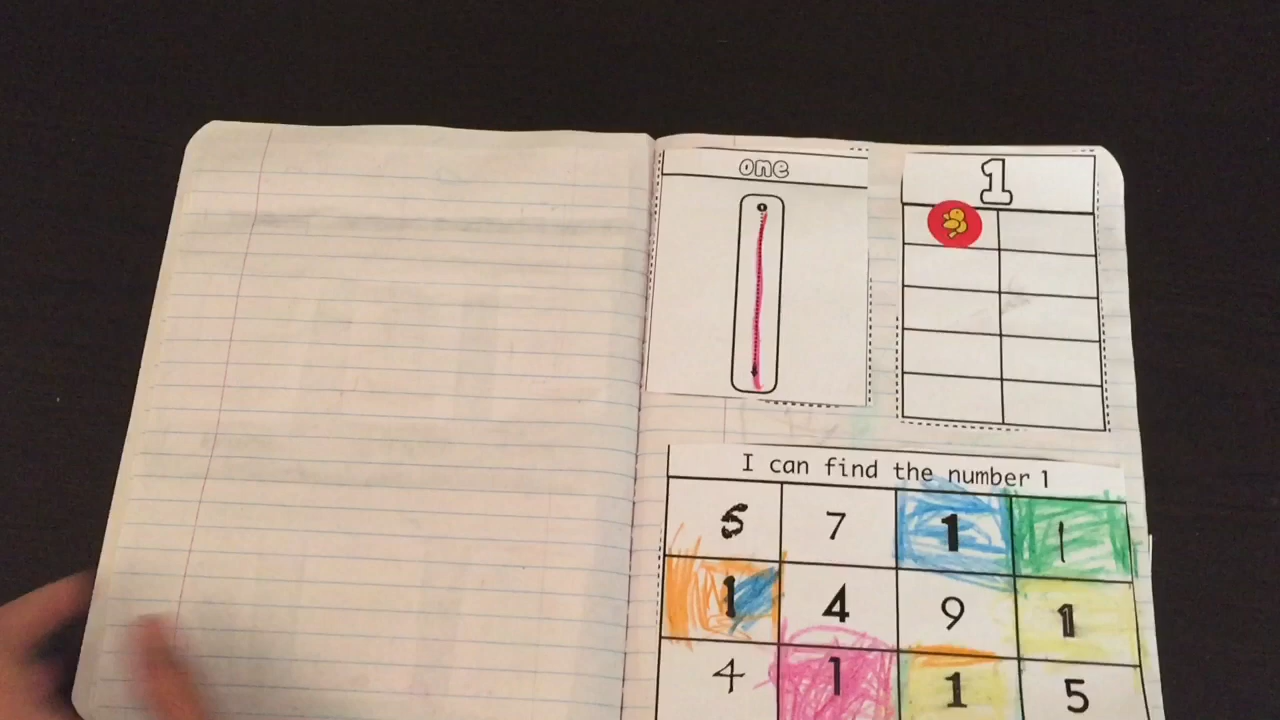 one
1
I can find the number 1
5 7 1 1
1 4 9 1
4 1 1 5